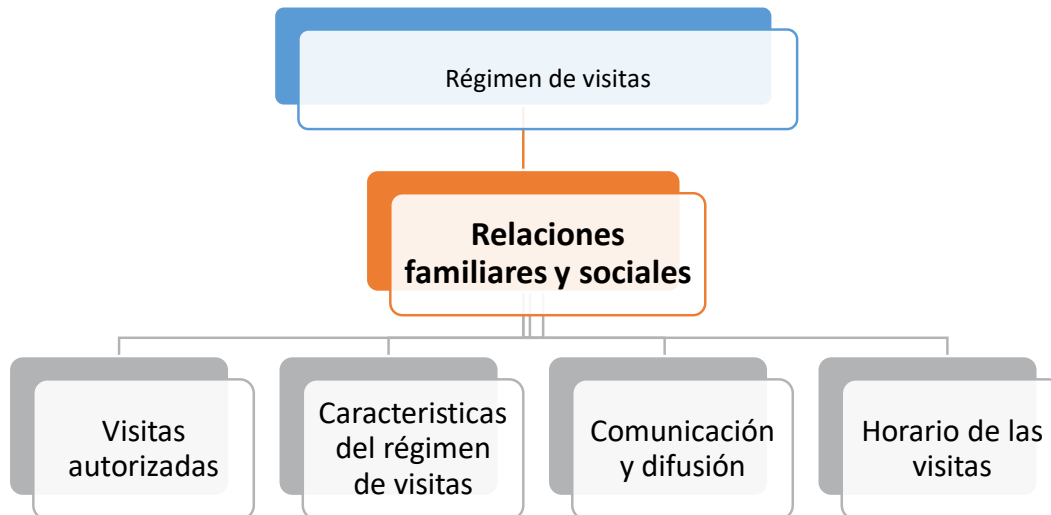 Régimen de visitas
Relaciones
familiares y sociales
Visitas
autorizadas
Caracteristicas
del régimen
de visitas
Comunicación
y difusión
Horario de las
visitas